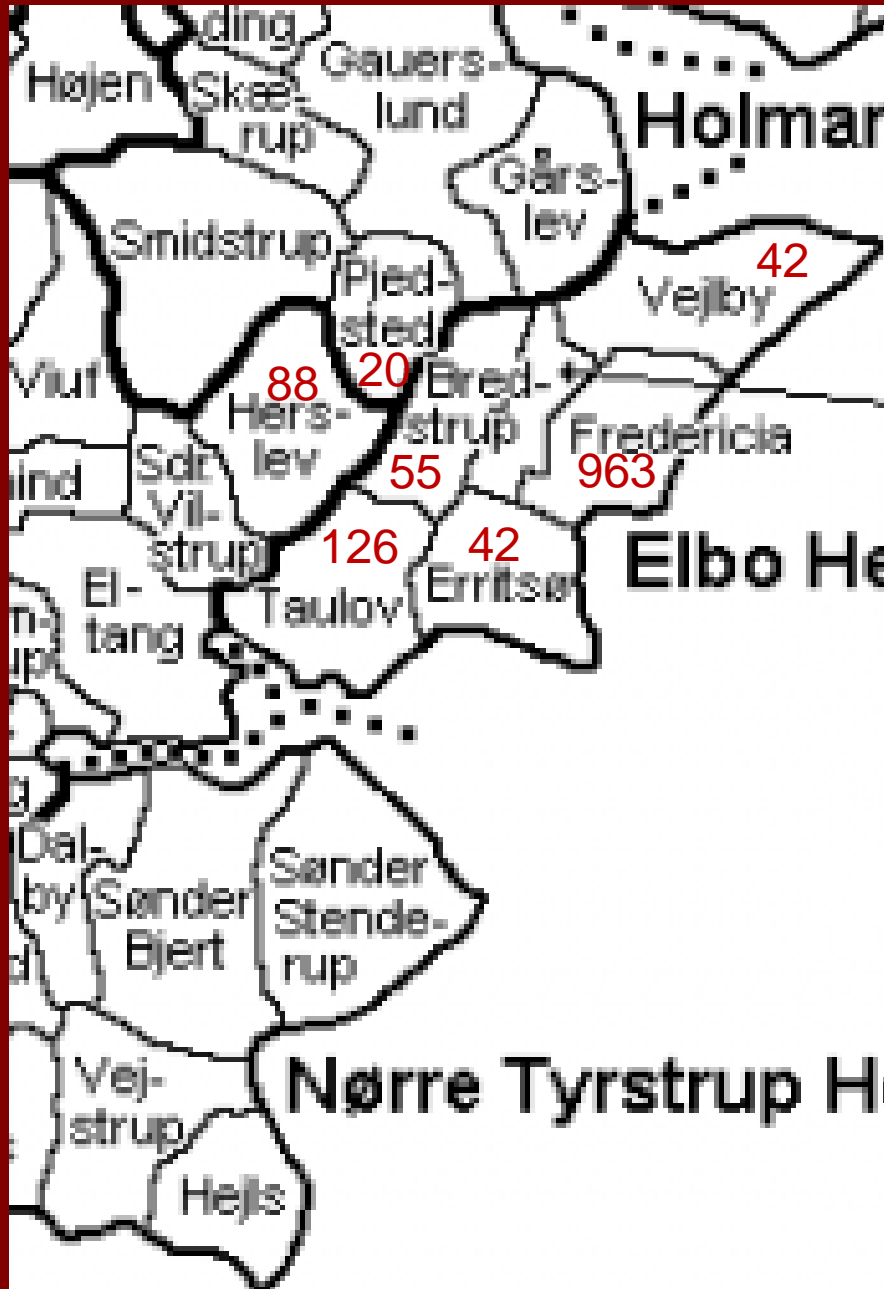 ding
Højen
Skæ-
rup
Gauers-
lund
Holmar
Gårs-
lev
Smidstrup
Pjed-
sted
20
42
Vejlby
Viuf
88
Hers-
lev
Bred-
strup
55
Fredericia
963
Sdr.
Vil-
strup
ind
126
Taulov
42
Erritsø
Elbo He
El-
tang
m-
up
g
Dal-
by
d
Sønder
Bjert
Sønder
Stende-
rup
Nørre Tyrstrup He
Vej-
strup
Hejls